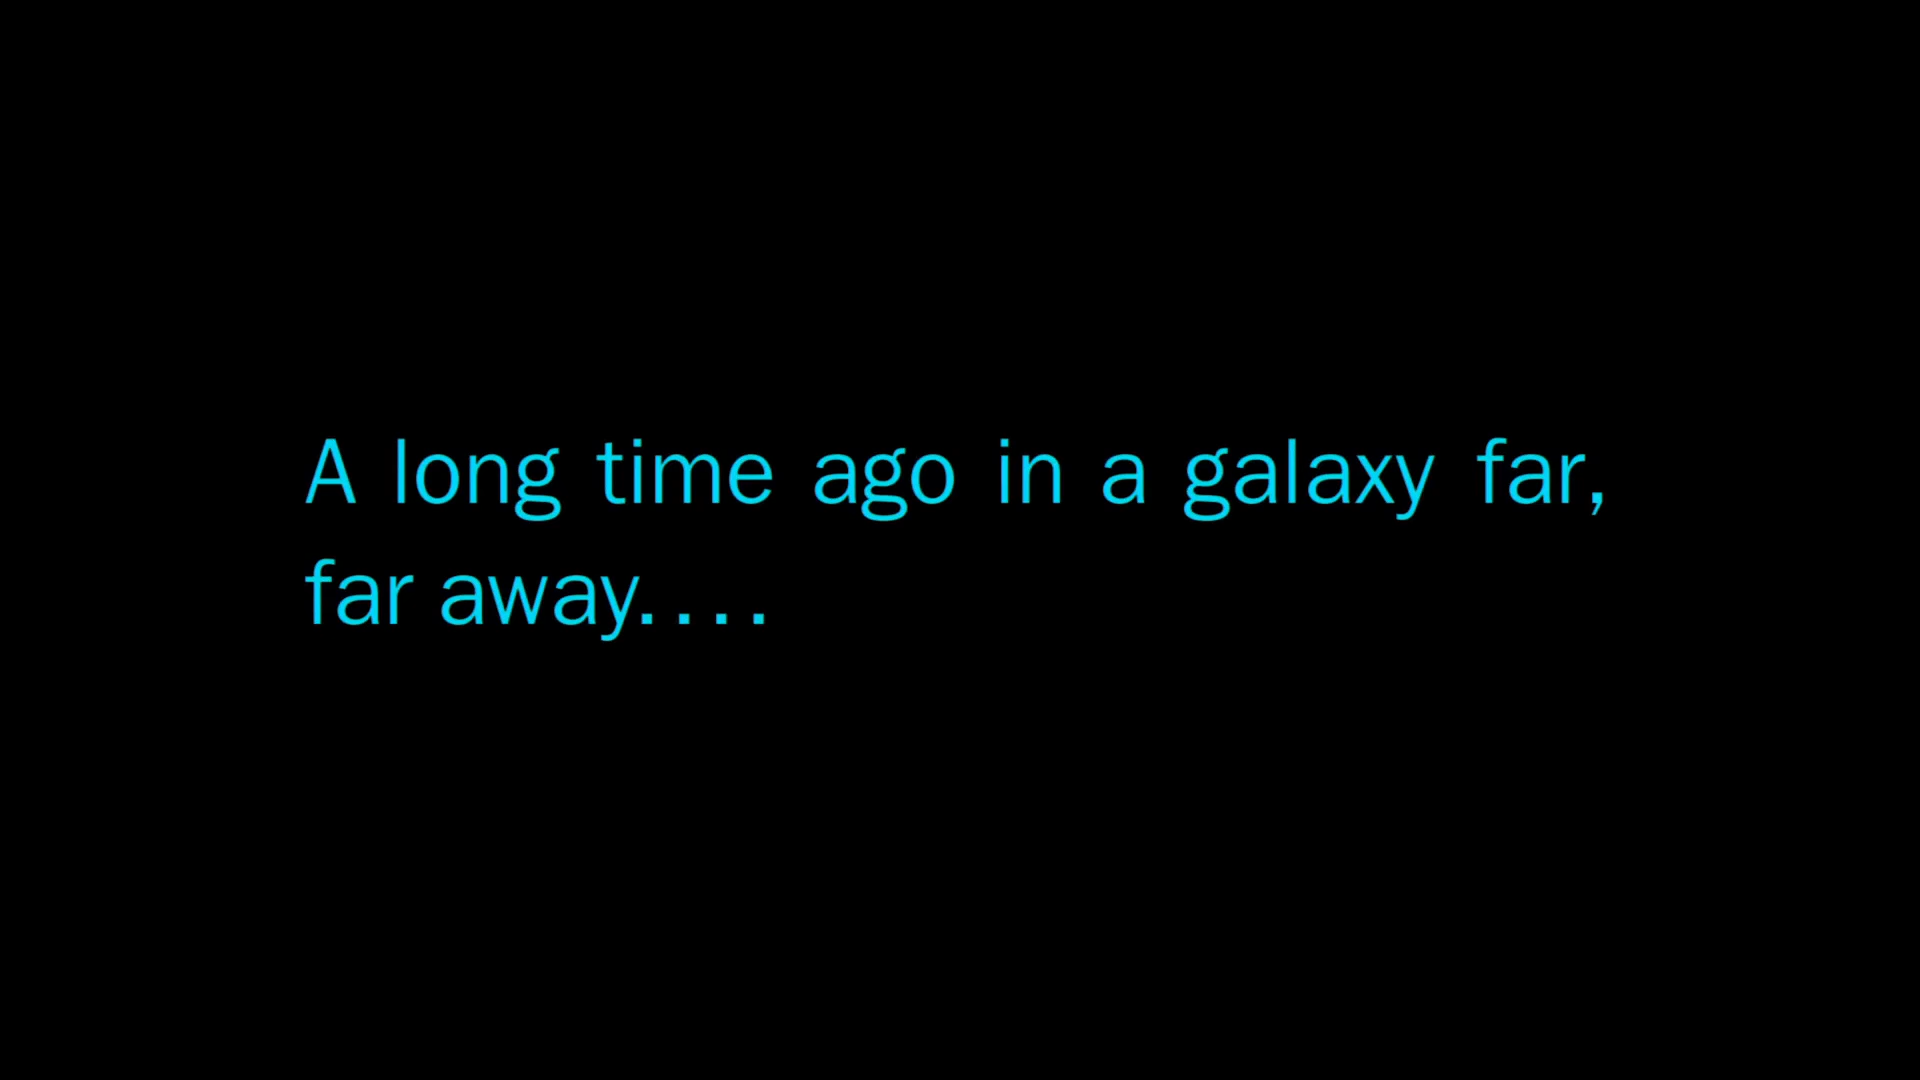 A long time ago in a galaxy far,
far away. . . .